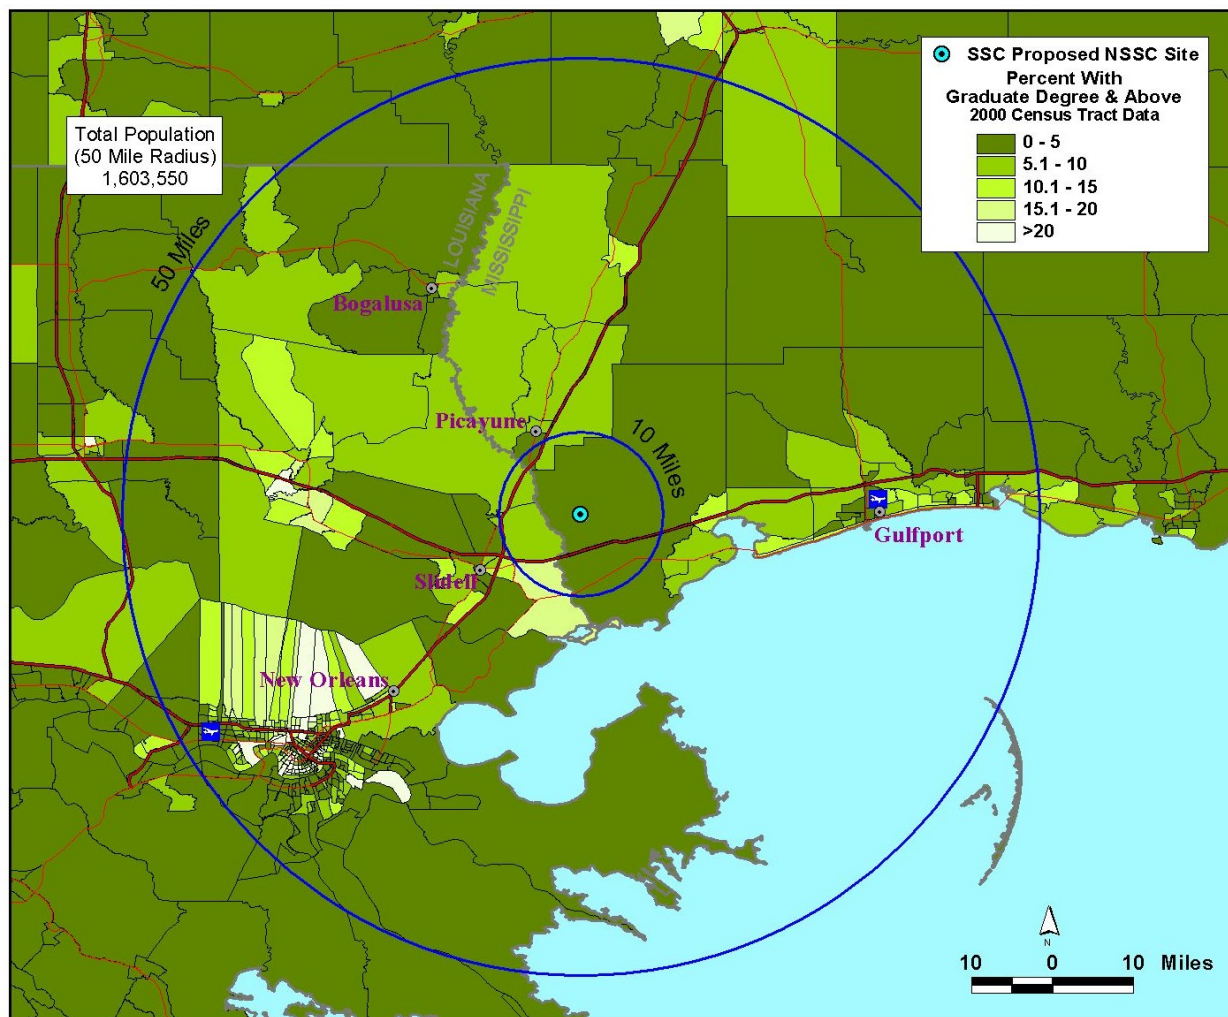 SSC Proposed NSSC Site
Percent With
Graduate Degree & Above
2000 Census Tract Data
0 - 5
5.1 - 10
10.1 - 15
15.1 - 20
>20
Total Population
(50 Mile Radius)
1,603,550
50 Miles
LOUISIANA
MISSISSIPPI
Bogalusa
Picayune
10 Miles
Gulfport
Slidell
New Orleans
N
10 0 10 Miles